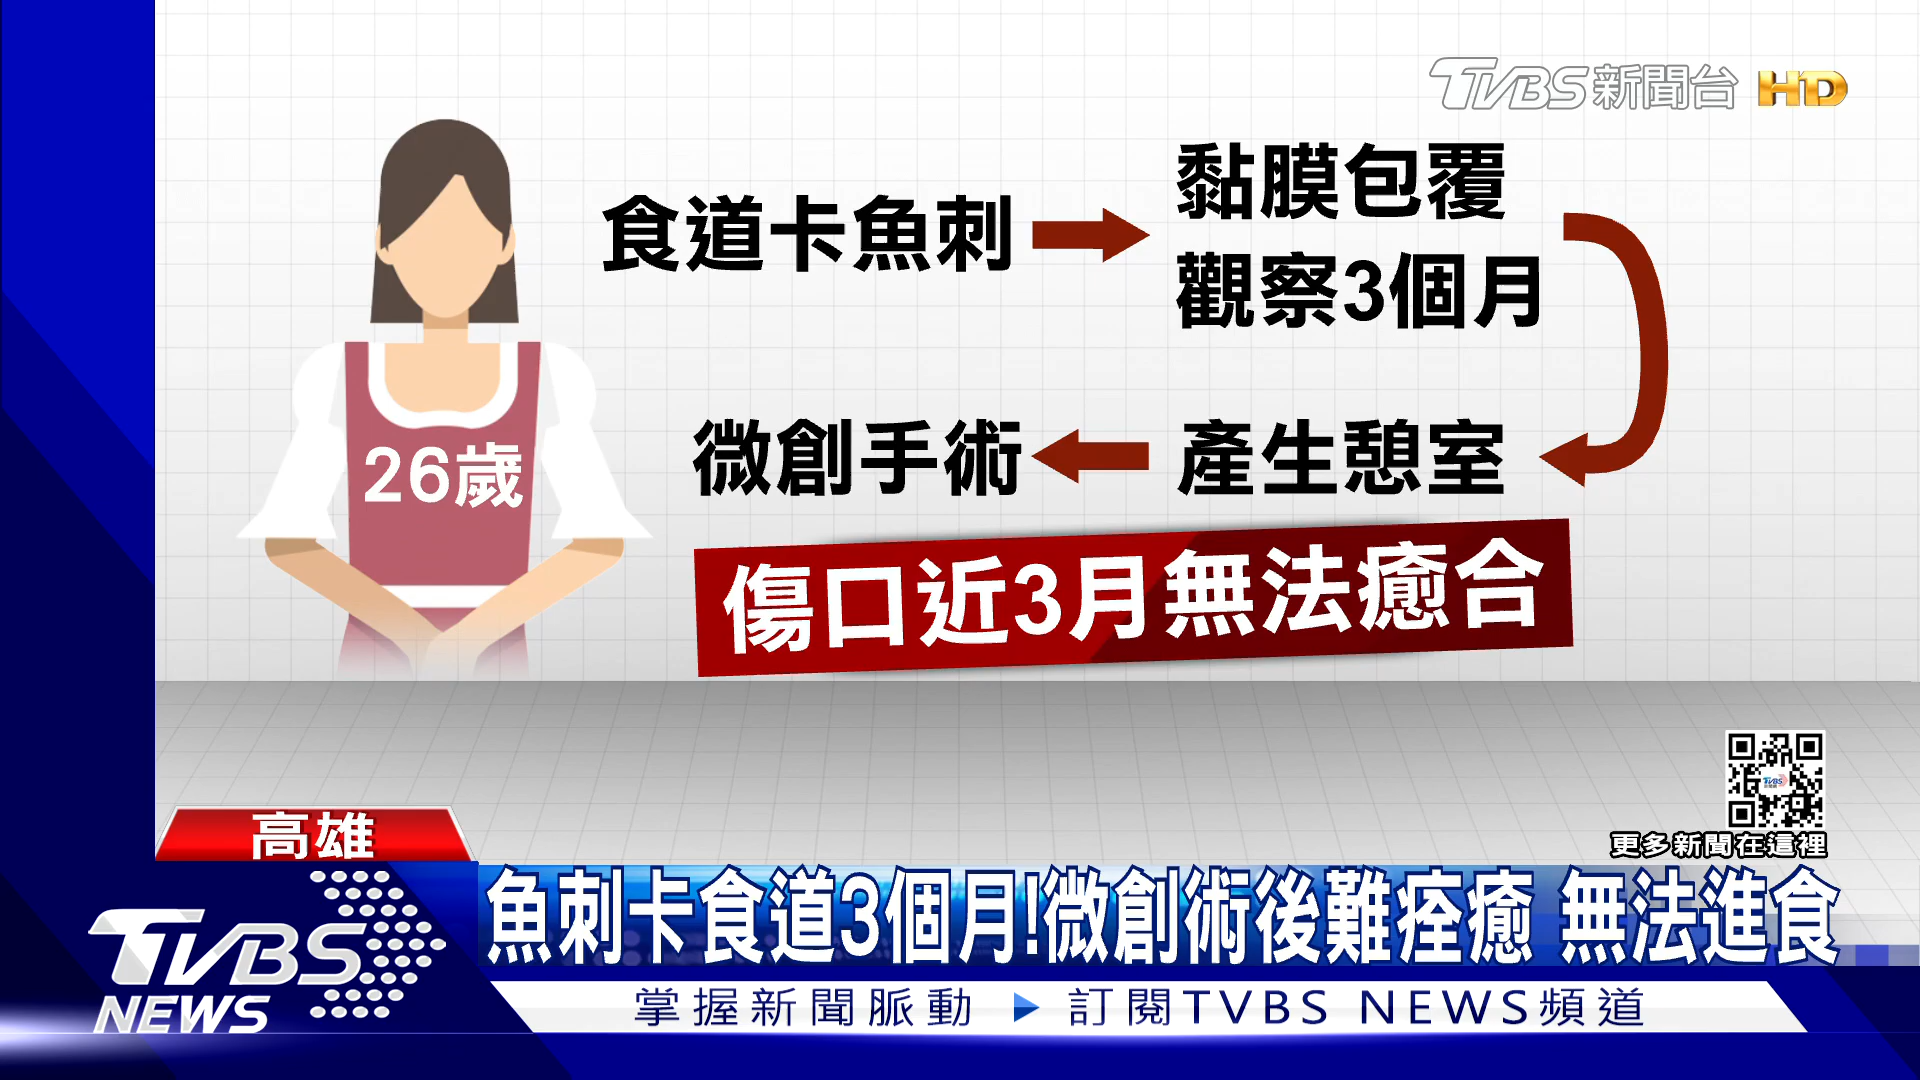 TVBS新聞台 HD
食道卡魚刺
黏膜包覆
觀察3個月
產生憩室
微創手術
26歲
傷口近3月無法癒合
更多新聞在這裡
高雄
魚刺卡食道3個月!微創術後難痊癒 無法進食
TVBS
NEWS
掌握新聞脈動 ▶ 訂閱TVBS NEWS頻道